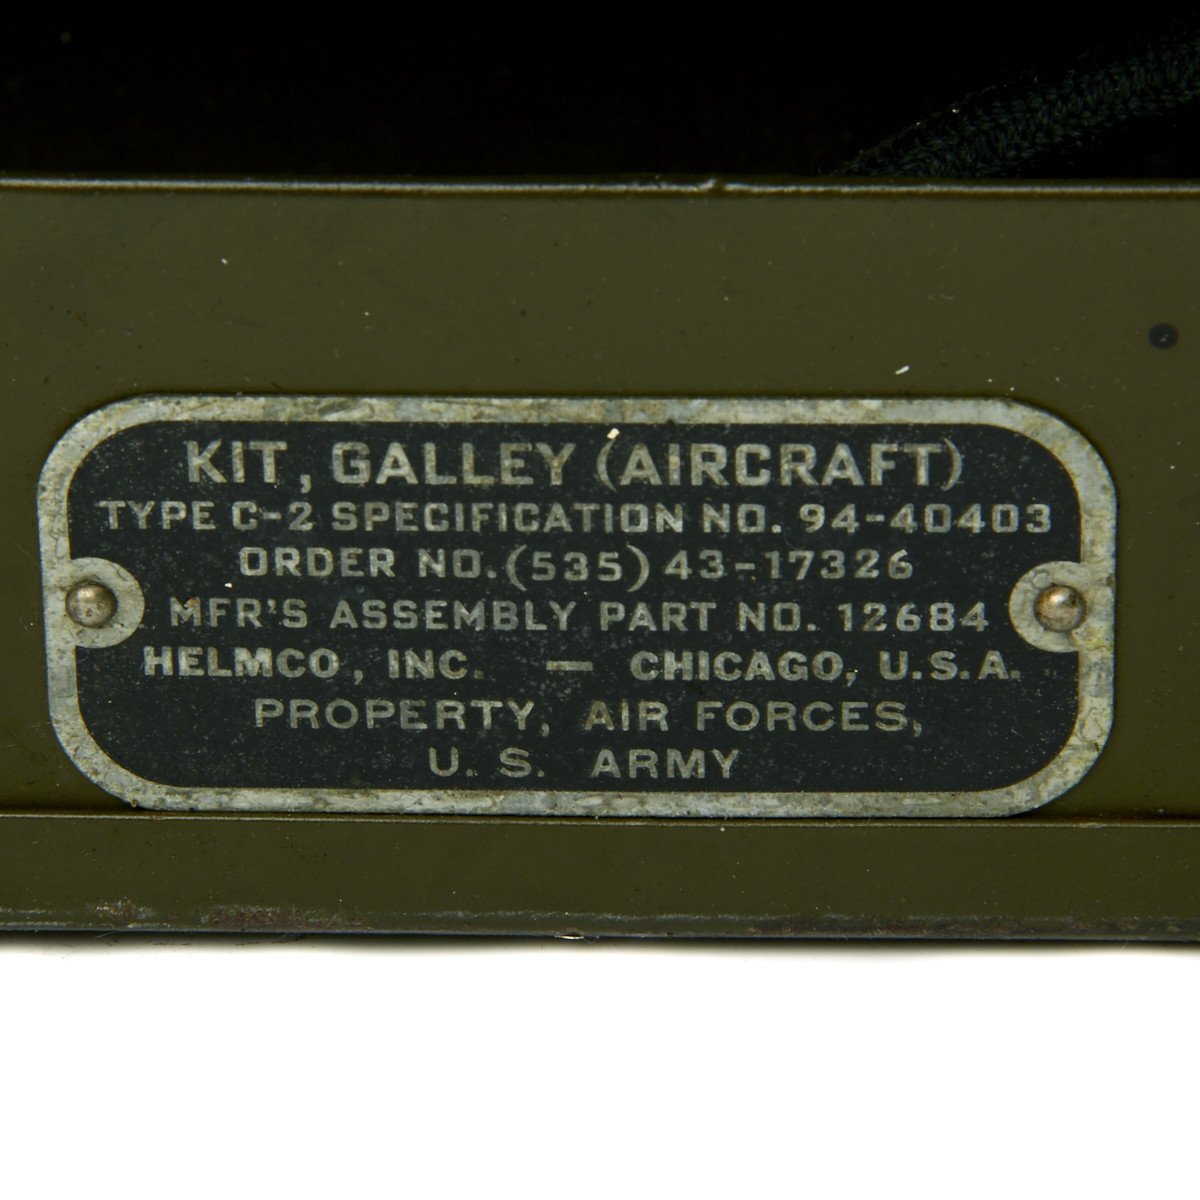 KIT, GALLEY (AIRCRAFT)
TYPE C-2 SPECIFICATION NO. 94-40403
ORDER NO. (535) 43-17326
MFR'S ASSEMBLY PART NO. 12684
HELMCO, INC. — CHICAGO, U.S.A.
PROPERTY, AIR FORCES,
U. S. ARMY